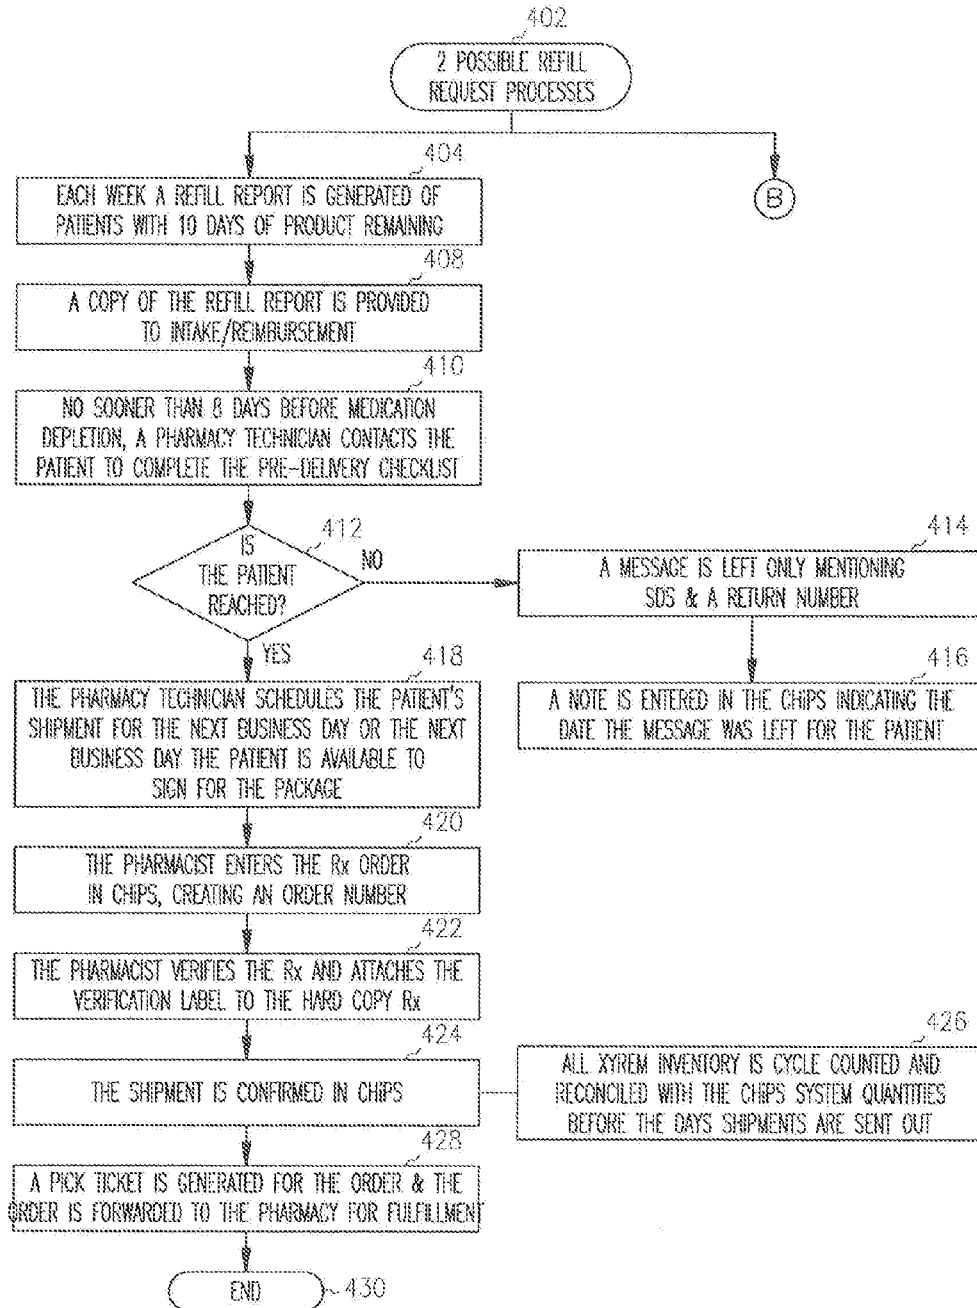 402
2 POSSIBLE REFILL
REQUEST PROCESSES
404
EACH WEEK A REFILL REPORT IS GENERATED OF
PATIENTS WITH 10 DAYS OF PRODUCT REMAINING
B
408
A COPY OF THE REFILL REPORT IS PROVIDED
TO INTAKE/REIMBURSEMENT
410
NO SOONER THAN 8 DAYS BEFORE MEDICATION
DEPLETION, A PHARMACY TECHNICIAN CONTACTS THE
PATIENT TO COMPLETE THE PRE-DELIVERY CHECKLIST
412
IS
THE PATIENT
REACHED?
NO
414
A MESSAGE IS LEFT ONLY MENTIONING
SDS & A RETURN NUMBER
416
A NOTE IS ENTERED IN THE CHiPS INDICATING THE
DATE THE MESSAGE WAS LEFT FOR THE PATIENT
YES
418
THE PHARMACY TECHNICIAN SCHEDULES THE PATIENT'S
SHIPMENT FOR THE NEXT BUSINESS DAY OR THE NEXT
BUSINESS DAY THE PATIENT IS AVAILABLE TO
SIGN FOR THE PACKAGE
420
THE PHARMACIST ENTERS THE Rx ORDER
IN CHiPS, CREATING AN ORDER NUMBER
422
THE PHARMACIST VERIFIES THE Rx AND ATTACHES THE
VERIFICATION LABEL TO THE HARD COPY Rx
424
THE SHIPMENT IS CONFIRMED IN CHiPS
426
ALL XYREM INVENTORY IS CYCLE COUNTED AND
RECONCILED WITH THE CHiPS SYSTEM QUANTITIES
BEFORE THE DAYS SHIPMENTS ARE SENT OUT
428
A PICK TICKET IS GENERATED FOR THE ORDER & THE
ORDER IS FORWARDED TO THE PHARMACY FOR FULFILLMENT
END
430